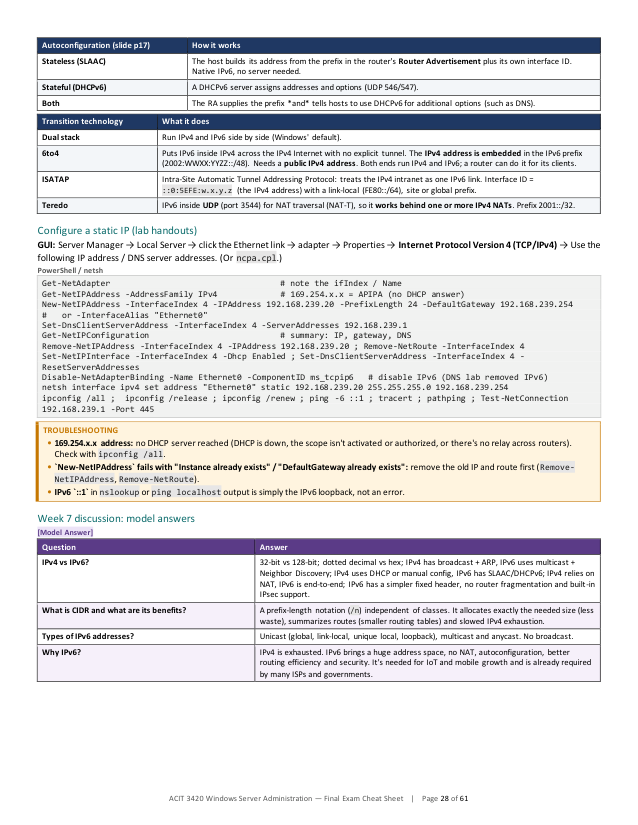 Autoconfiguration (slide p17) How it works
Stateless (SLAAC) The host builds its address from the prefix in the router's Router Advertisement plus its own interface ID.
Native IPv6, no server needed.
Stateful (DHCPv6) A DHCPv6 server assigns addresses and options (UDP 546/547).
Both The RA supplies the prefix *and* tells hosts to use DHCPv6 for additional options (such as DNS).
Transition technology What it does
Dual stack Run IPv4 and IPv6 side by side (Windows' default).
6to4 Puts IPv6 inside IPv4 across the IPv4 Internet with no explicit tunnel. The IPv4 address is embedded in the IPv6 prefix
(2002:WWXX:YYZZ::/48). Needs a public IPv4 address. Both ends run IPv4 and IPv6; a router can do it for its clients.
ISATAP Intra-Site Automatic Tunnel Addressing Protocol: treats the IPv4 intranet as one IPv6 link. Interface ID =
::0:5EFE:w.x.y.z (the IPv4 address) with a link-local (FE80::/64), site or global prefix.
Teredo IPv6 inside UDP (port 3544) for NAT traversal (NAT-T), so it works behind one or more IPv4 NATs. Prefix 2001::/32.
Configure a static IP (lab handouts)
GUI: Server Manager → Local Server → click the Ethernet link → adapter → Properties → Internet Protocol Version 4 (TCP/IPv4) → Use the
following IP address / DNS server addresses. (Or ncpa.cpl.)
PowerShell / netsh
Get-NetAdapter # note the ifIndex / Name
Get-NetIPAddress -AddressFamily IPv4 # 169.254.x.x = APIPA (no DHCP answer)
New-NetIPAddress -InterfaceIndex 4 -IPAddress 192.168.239.20 -PrefixLength 24 -DefaultGateway 192.168.239.254
# or -InterfaceAlias "Ethernet0"
Set-DnsClientServerAddress -InterfaceIndex 4 -ServerAddresses 192.168.239.1
Get-NetIPConfiguration # summary: IP, gateway, DNS
Remove-NetIPAddress -InterfaceIndex 4 -IPAddress 192.168.239.20 ; Remove-NetRoute -InterfaceIndex 4
Set-NetIPInterface -InterfaceIndex 4 -Dhcp Enabled ; Set-DnsClientServerAddress -InterfaceIndex 4 -
ResetServerAddresses
Disable-NetAdapterBinding -Name Ethernet0 -ComponentID ms_tcpip6 # disable IPv6 (DNS lab removed IPv6)
netsh interface ipv4 set address "Ethernet0" static 192.168.239.20 255.255.255.0 192.168.239.254
ipconfig /all ; ipconfig /release ; ipconfig /renew ; ping -6 ::1 ; tracert ; pathping ; Test-NetConnection
192.168.239.1 -Port 445
TROUBLESHOOTING
• 169.254.x.x address: no DHCP server reached (DHCP is down, the scope isn't activated or authorized, or there's no relay across routers).
Check with ipconfig /all.
• `New-NetIPAddress` fails with "Instance already exists" / "DefaultGateway already exists": remove the old IP and route first (Remove-
NetIPAddress, Remove-NetRoute).
• IPv6 `::1` in nslookup or ping localhost output is simply the IPv6 loopback, not an error.
Week 7 discussion: model answers
[Model Answer]
Question Answer
IPv4 vs IPv6? 32-bit vs 128-bit; dotted decimal vs hex; IPv4 has broadcast + ARP, IPv6 uses multicast +
Neighbor Discovery; IPv4 uses DHCP or manual config, IPv6 has SLAAC/DHCPv6; IPv4 relies on
NAT, IPv6 is end-to-end; IPv6 has a simpler fixed header, no router fragmentation and built-in
IPsec support.
What is CIDR and what are its benefits? A prefix-length notation (/n) independent of classes. It allocates exactly the needed size (less
waste), summarizes routes (smaller routing tables) and slowed IPv4 exhaustion.
Types of IPv6 addresses? Unicast (global, link-local, unique local, loopback), multicast and anycast. No broadcast.
Why IPv6? IPv4 is exhausted. IPv6 brings a huge address space, no NAT, autoconfiguration, better
routing efficiency and security. It's needed for IoT and mobile growth and is already required
by many ISPs and governments.
ACIT 3420 Windows Server Administration — Final Exam Cheat Sheet | Page 28 of 61